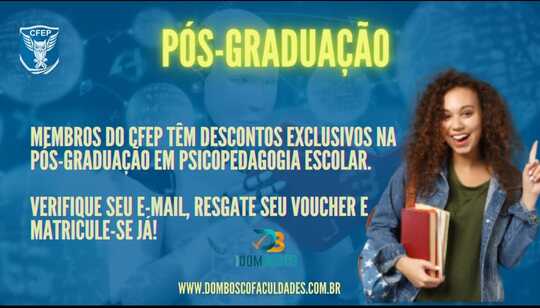 CFEP
PÓS-GRADUAÇÃO
MEMBROS DO CFEP TÊM DESCONTOS EXCLUSIVOS NA
PÓS-GRADUAÇÃO EM PSICOPEDAGOGIA ESCOLAR.
VERIFIQUE SEU E-MAIL, RESGATE SEU VOUCHER E
MATRICULE-SE JÁ!
WWW.DOMBOSCOFACULDADES.COM.BR